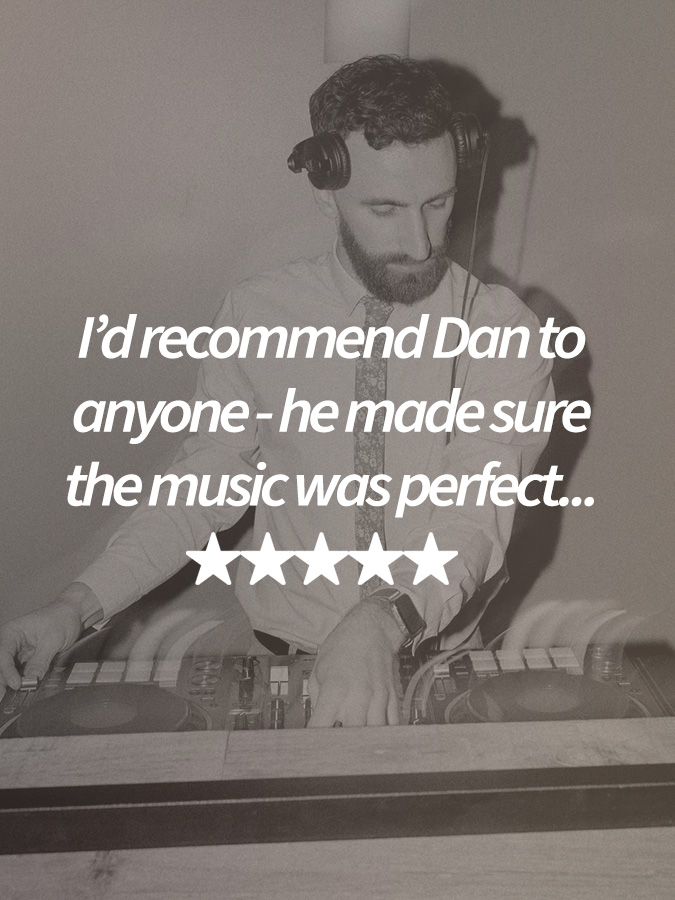 I’d recommend Dan to
anyone - he made sure
the music was perfect...